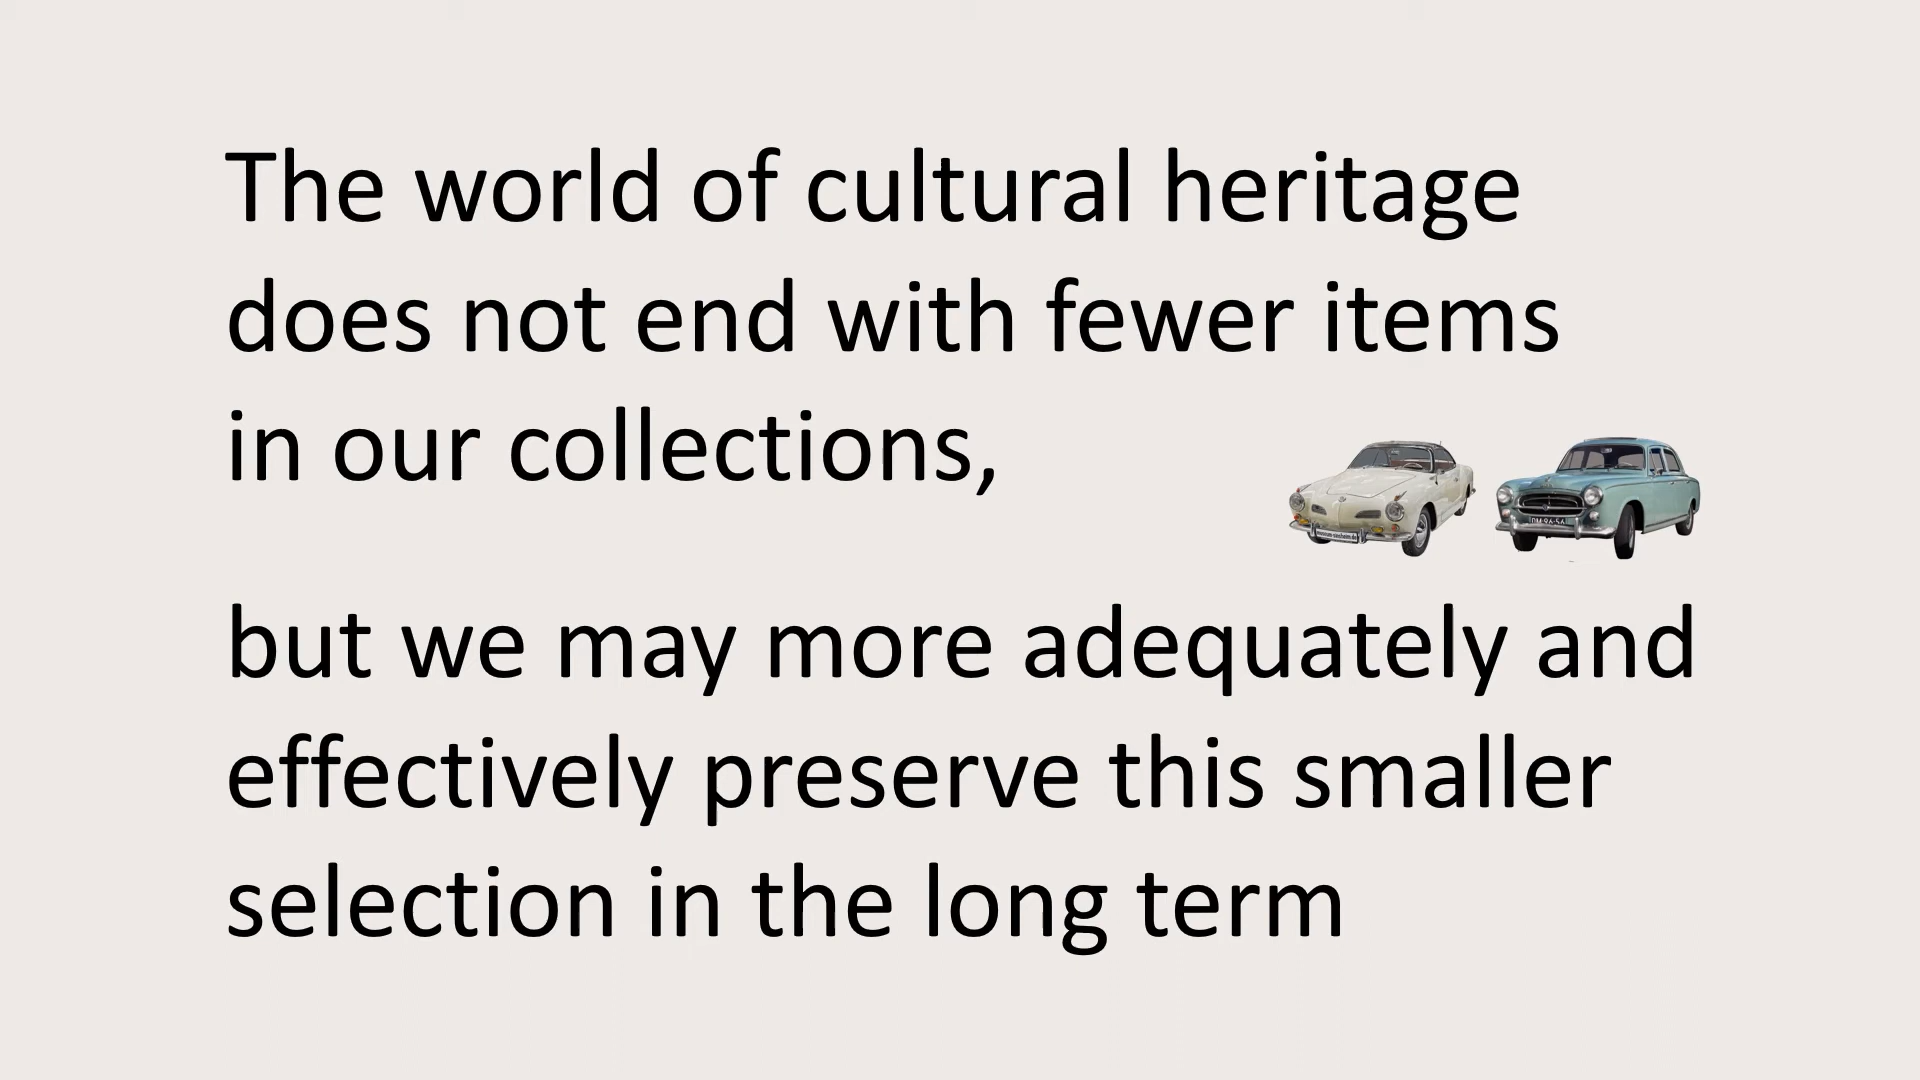 The world of cultural heritage
does not end with fewer items
in our collections,
but we may more adequately and
effectively preserve this smaller
selection in the long term